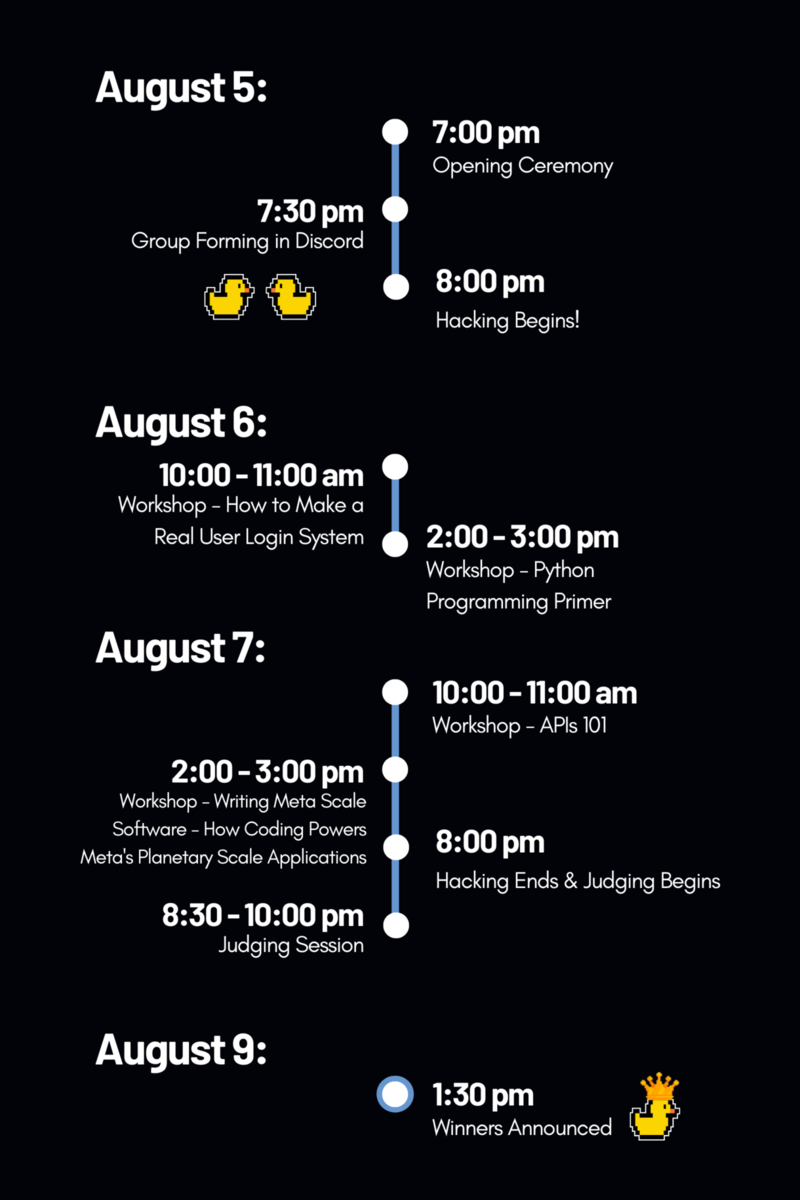 August 5:
7:00 pm
Opening Ceremony
7:30 pm
Group Forming in Discord
8:00 pm
Hacking Begins!
August 6:
10:00 - 11:00 am
Workshop - How to Make a
Real User Login System
2:00 - 3:00 pm
Workshop - Python
Programming Primer
August 7:
10:00 - 11:00 am
Workshop - APIs 101
2:00 - 3:00 pm
Workshop - Writing Meta Scale
Software - How Coding Powers
Meta's Planetary Scale Applications
8:00 pm
Hacking Ends & Judging Begins
8:30 - 10:00 pm
Judging Session
August 9:
1:30 pm
Winners Announced